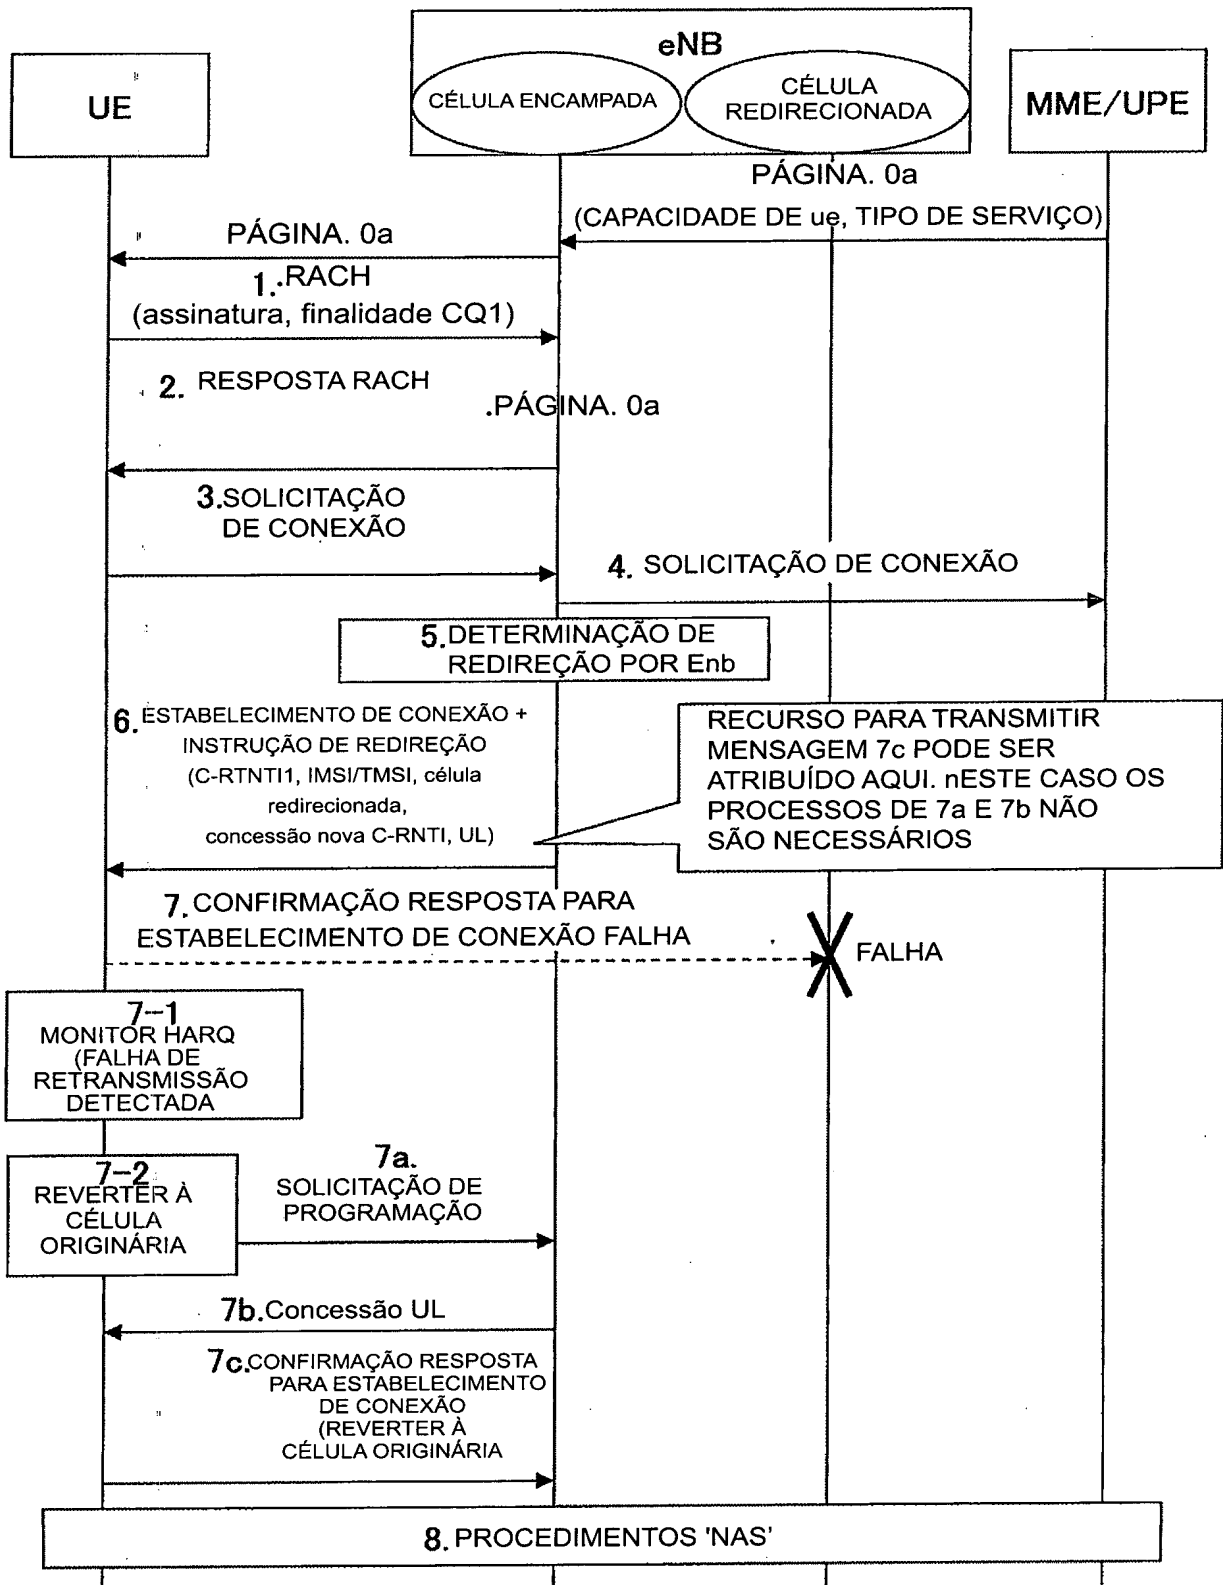 eNB
UE
CÉLULA ENCAMPADA
CÉLULA
REDIRECIONADA
MME/UPE
PÁGINA. 0a
(CAPACIDADE DE ue, TIPO DE SERVIÇO)
PÁGINA. 0a
1..RACH
(assinatura, finalidade CQ1)
2. RESPOSTA RACH
.PÁGINA. 0a
3.SOLICITAÇÃO
DE CONEXÃO
4. SOLICITAÇÃO DE CONEXÃO
5.DETERMINAÇÃO DE
REDIREÇÃO POR Enb
6.ESTABELECIMENTO DE CONEXÃO +
INSTRUÇÃO DE REDIREÇÃO
(C-RTNTI1, IMSI/TMSI, célula
redirecionada,
concessão nova C-RNTI, UL)
RECURSO PARA TRANSMITIR
MENSAGEM 7c PODE SER
ATRIBUÍDO AQUI. nESTE CASO OS
PROCESSOS DE 7a E 7b NÃO
SÃO NECESSÁRIOS
7.CONFIRMAÇÃO RESPOSTA PARA
ESTABELECIMENTO DE CONEXÃO FALHA
FALHA
7-1
MONITOR HARQ
(FALHA DE
RETRANSMISSÃO
DETECTADA
7-2
REVERTER À
CÉLULA
ORIGINÁRIA
7a.
SOLICITAÇÃO DE
PROGRAMAÇÃO
7b.Concessão UL
7c.CONFIRMAÇÃO RESPOSTA
PARA ESTABELECIMENTO
DE CONEXÃO
(REVERTER À
CÉLULA ORIGINÁRIA
8. PROCEDIMENTOS 'NAS'